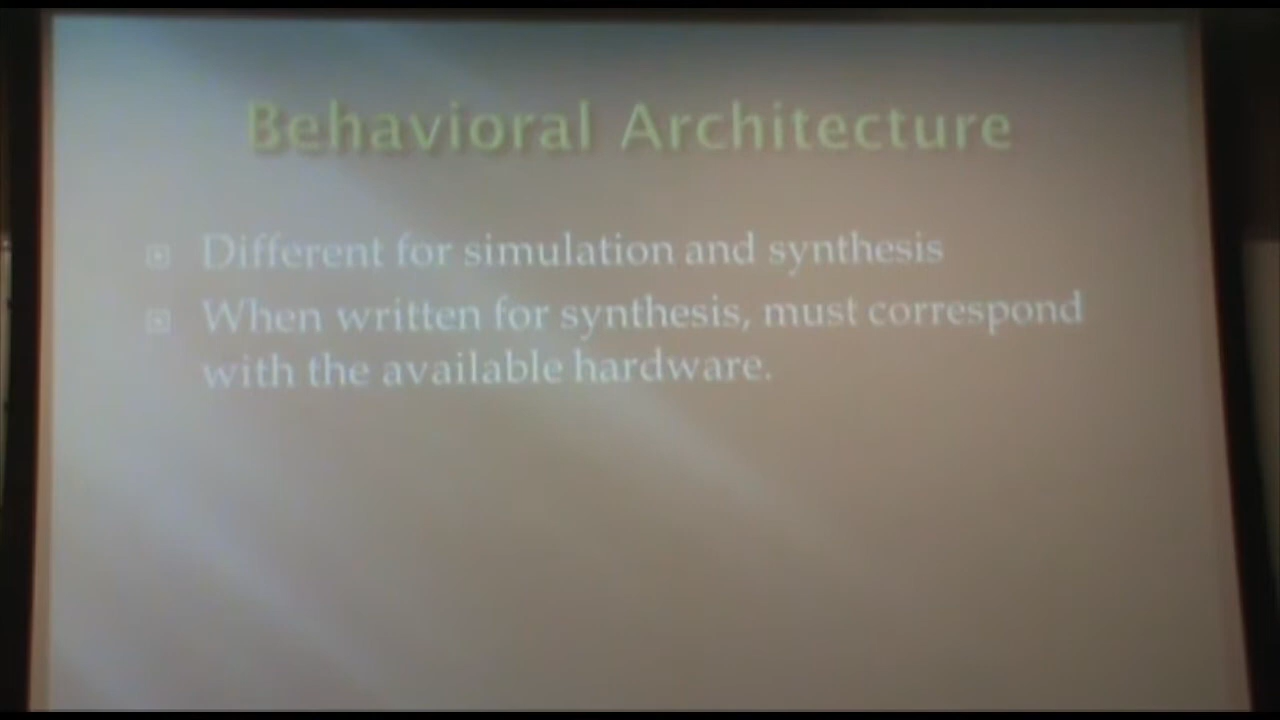 Behavioral Architecture
Different for simulation and synthesis
When written for synthesis, must correspond
with the available hardware.